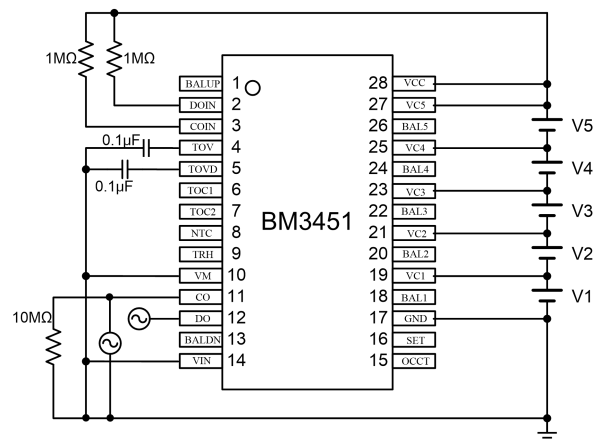 1MΩ 1MΩ
BALUP 1 28 VCC
DOIN 2 27 VC5
COIN 3 26 BAL5 V5
0.1µF TOV 4 25 VC4
0.1µF TOVD 5 24 BAL4 V4
TOC1 6 23 VC3
TOC2 7 BM3451 22 BAL3 V3
NTC 8 21 VC2
TRH 9 20 BAL2 V2
VM 10 19 VC1
CO 11 18 BAL1 V1
10MΩ DO 12 17 GND
BALDN 13 16 SET
VIN 14 15 OCCT